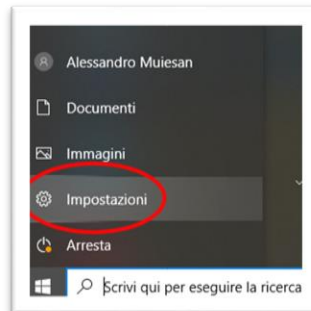 Alessandro Muiesan
Documenti
Immagini
Impostazioni
Arresta
Scrivi qui per eseguire la ricerca